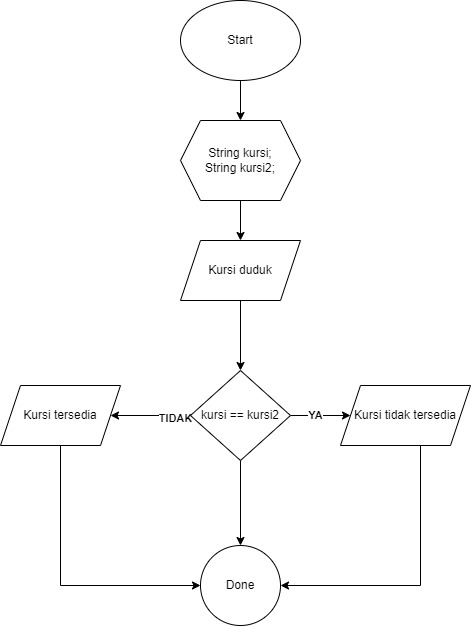 Start
String kursi;
String kursi2;
Kursi duduk
Kursi tersedia
TIDAK
kursi == kursi2
YA
Kursi tidak tersedia
Done